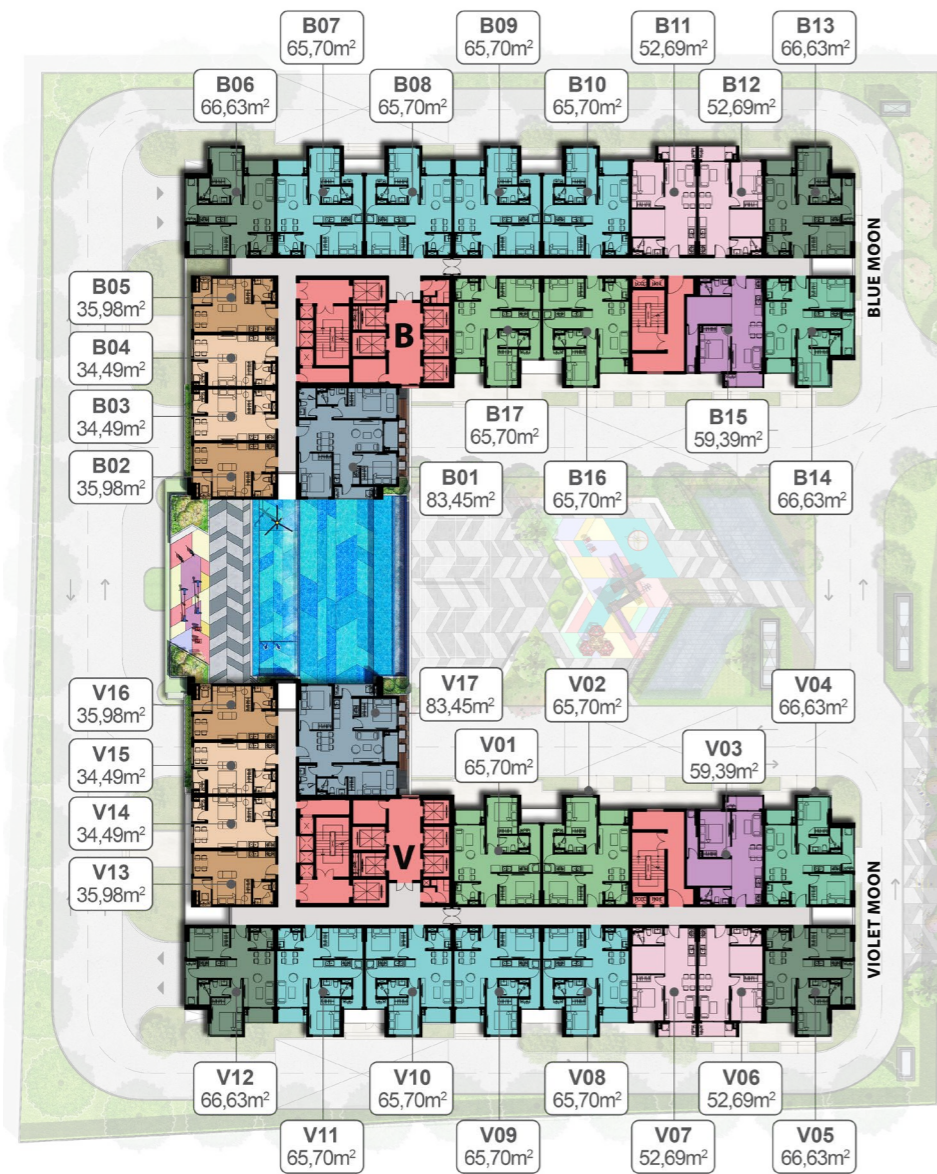 B07
65,70m²
B09
65,70m²
B11
52,69m²
B13
66,63m²
B06
66,63m²
B08
65,70m²
B10
65,70m²
B12
52,69m²
B05
35,98m²
B04
34,49m²
B03
34,49m²
B02
35,98m²
B
BLUE MOON
B17
65,70m²
B15
59,39m²
B01
83,45m²
B16
65,70m²
B14
66,63m²
V16
35,98m²
V17
83,45m²
V02
65,70m²
V04
66,63m²
V15
34,49m²
V01
65,70m²
V03
59,39m²
V14
34,49m²
V13
35,98m²
V
VIOLET MOON
V12
66,63m²
V10
65,70m²
V08
65,70m²
V06
52,69m²
V11
65,70m²
V09
65,70m²
V07
52,69m²
V05
66,63m²